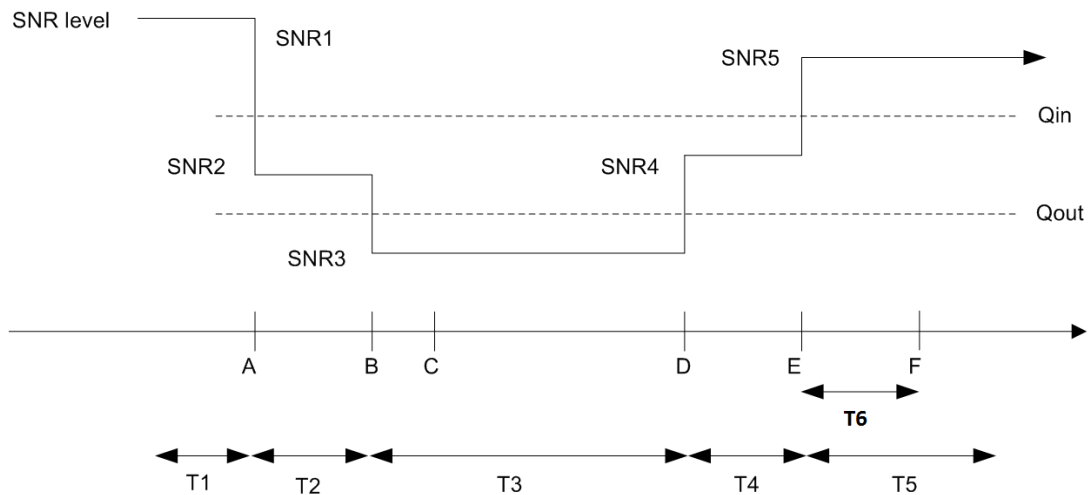 SNR level
SNR1
SNR5
Qin
SNR2
SNR4
Qout
SNR3
A B C D E F
T6
T1 T2 T3 T4 T5